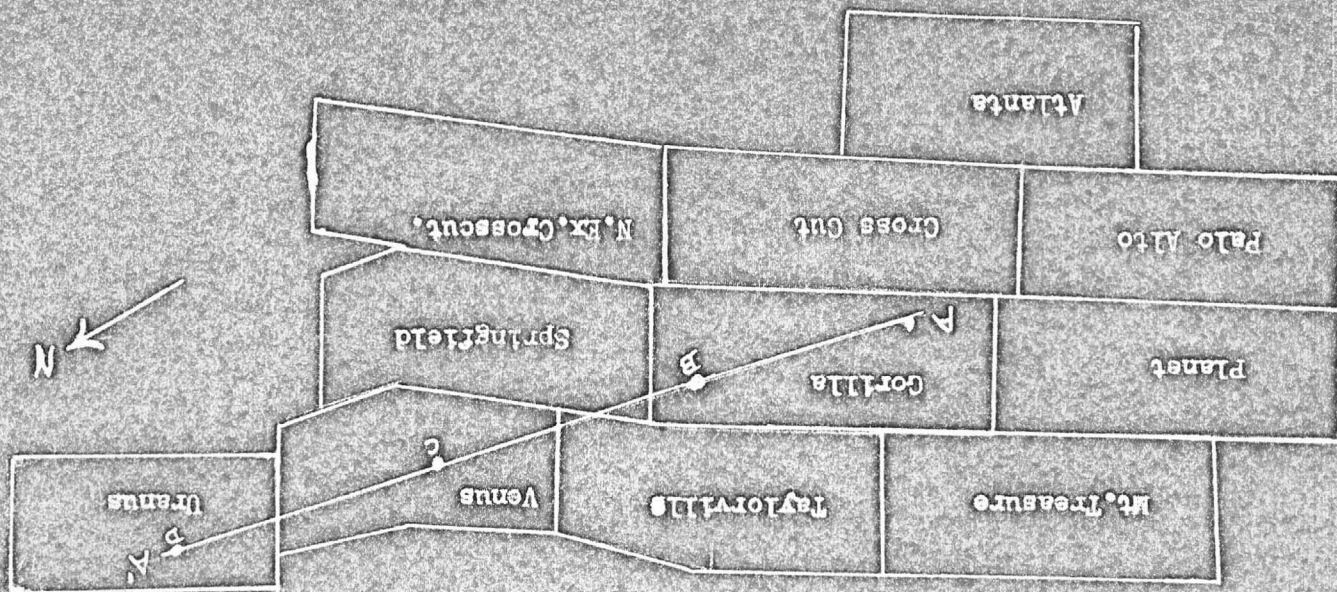 Mt.Treasure
Taylorville
Venus
Uranus
A'
D
C
Planet
Gorilla
B
A
Springfield
N
Palo Alto
Cross Cut
N.Ex.Crosscut.
Atlanta